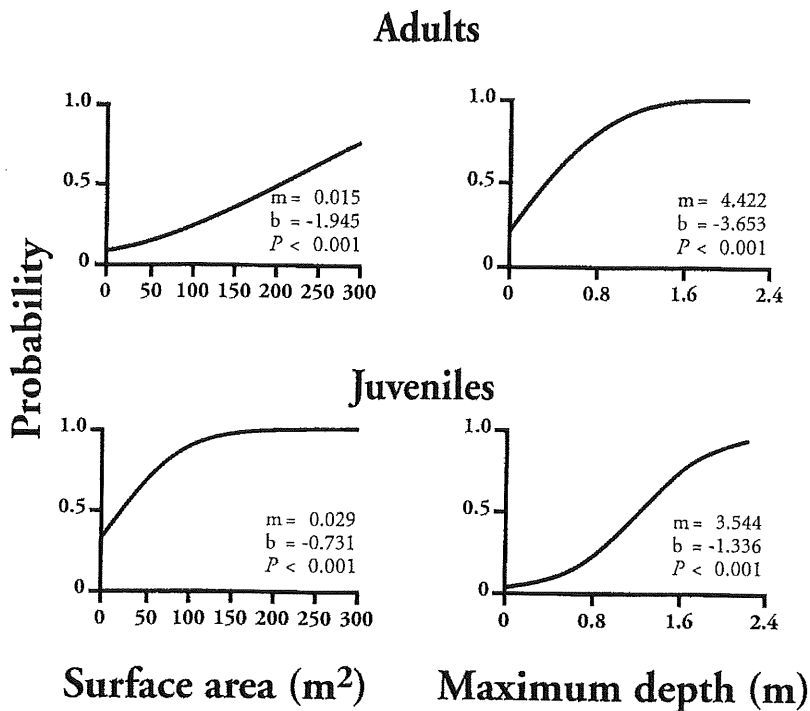 Adults
1.0
0.5
0
0 50 100 150 200 250 300
m = 0.015
b = -1.945
P < 0.001
1.0
0.5
0
0 0.8 1.6 2.4
m = 4.422
b = -3.653
P < 0.001
Probability
Juveniles
1.0
0.5
0
0 50 100 150 200 250 300
m = 0.029
b = -0.731
P < 0.001
1.0
0.5
0
0 0.8 1.6 2.4
m = 3.544
b = -1.336
P < 0.001
Surface area (m²)
Maximum depth (m)